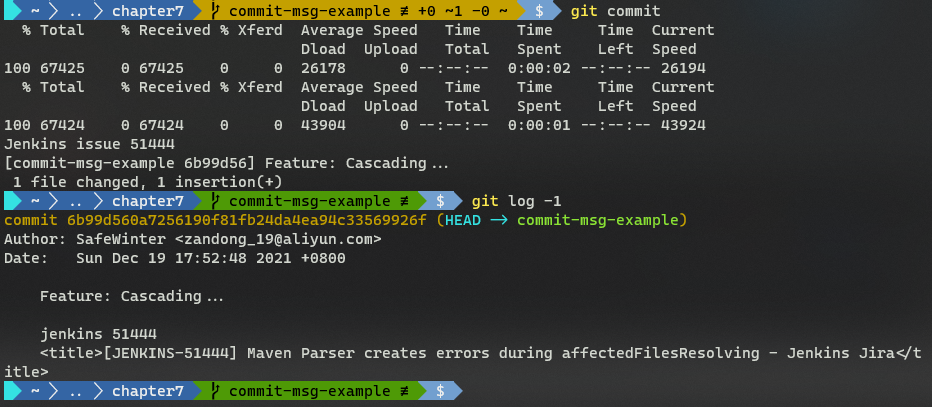 ~ > .. > chapter7 commit-msg-example ≢ +0 ~1 -0 ~ $ git commit
% Total % Received % Xferd Average Speed Time Time Time Current
Dload Upload Total Spent Left Speed
100 67425 0 67425 0 0 26178 0 --:--:-- 0:00:02 --:--:-- 26194
% Total % Received % Xferd Average Speed Time Time Time Current
Dload Upload Total Spent Left Speed
100 67424 0 67424 0 0 43904 0 --:--:-- 0:00:01 --:--:-- 43924
Jenkins issue 51444
[commit-msg-example 6b99d56] Feature: Cascading...
1 file changed, 1 insertion(+)
~ > .. > chapter7 commit-msg-example ≢ $ git log -1
commit 6b99d560a7256190f81fb24da4ea94c33569926f (HEAD -> commit-msg-example)
Author: SafeWinter <zandong_19@aliyun.com>
Date: Sun Dec 19 17:52:48 2021 +0800
Feature: Cascading...
jenkins 51444
<title>[JENKINS-51444] Maven Parser creates errors during affectedFilesResolving - Jenkins Jira</t
itle>
~ > .. > chapter7 commit-msg-example ≢ $